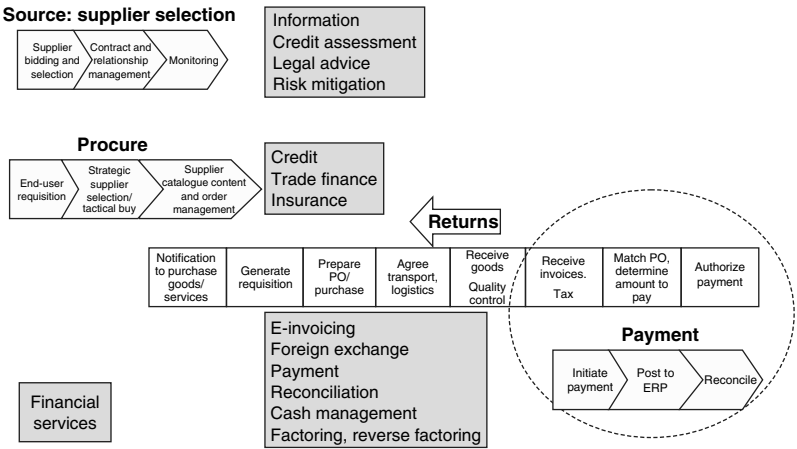 Source: supplier selection
Supplier
bidding and
selection
Contract and
relationship
management
Monitoring
Information
Credit assessment
Legal advice
Risk mitigation
Procure
End-user
requisition
Strategic
supplier
selection/
tactical buy
Supplier
catalogue content
and order
management
Credit
Trade finance
Insurance
Returns
Notification
to purchase
goods/
services
Generate
requisition
Prepare
PO/
purchase
Agree
transport,
logistics
Receive
goods
Quality
control
Receive
invoices.
Tax
Match PO,
determine
amount to
pay
Authorize
payment
E-invoicing
Foreign exchange
Payment
Reconciliation
Cash management
Factoring, reverse factoring
Payment
Initiate
payment
Post to
ERP
Reconcile
Financial
services